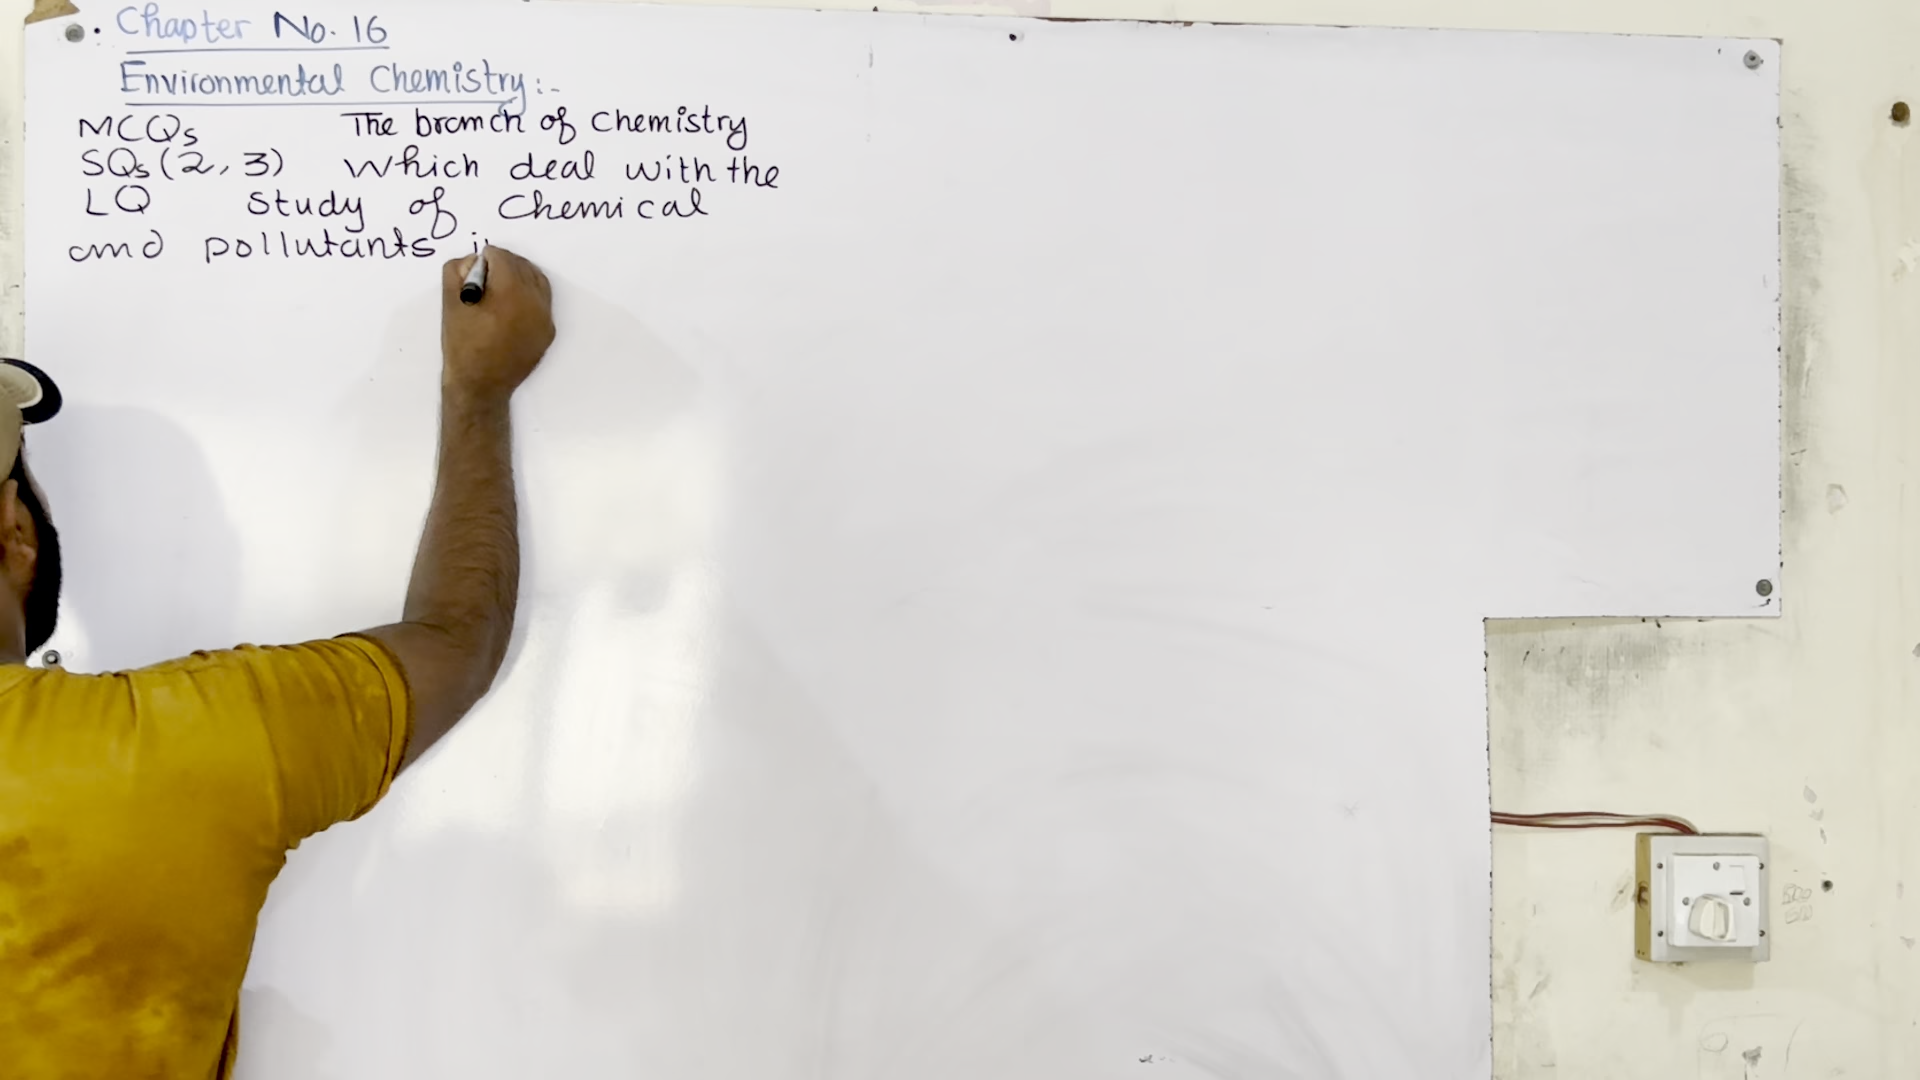 Chapter No. 16
Environmental Chemistry:-
MCQs The branch of Chemistry
SQs (2, 3) Which deal with the
LQ Study of Chemical
and pollutants